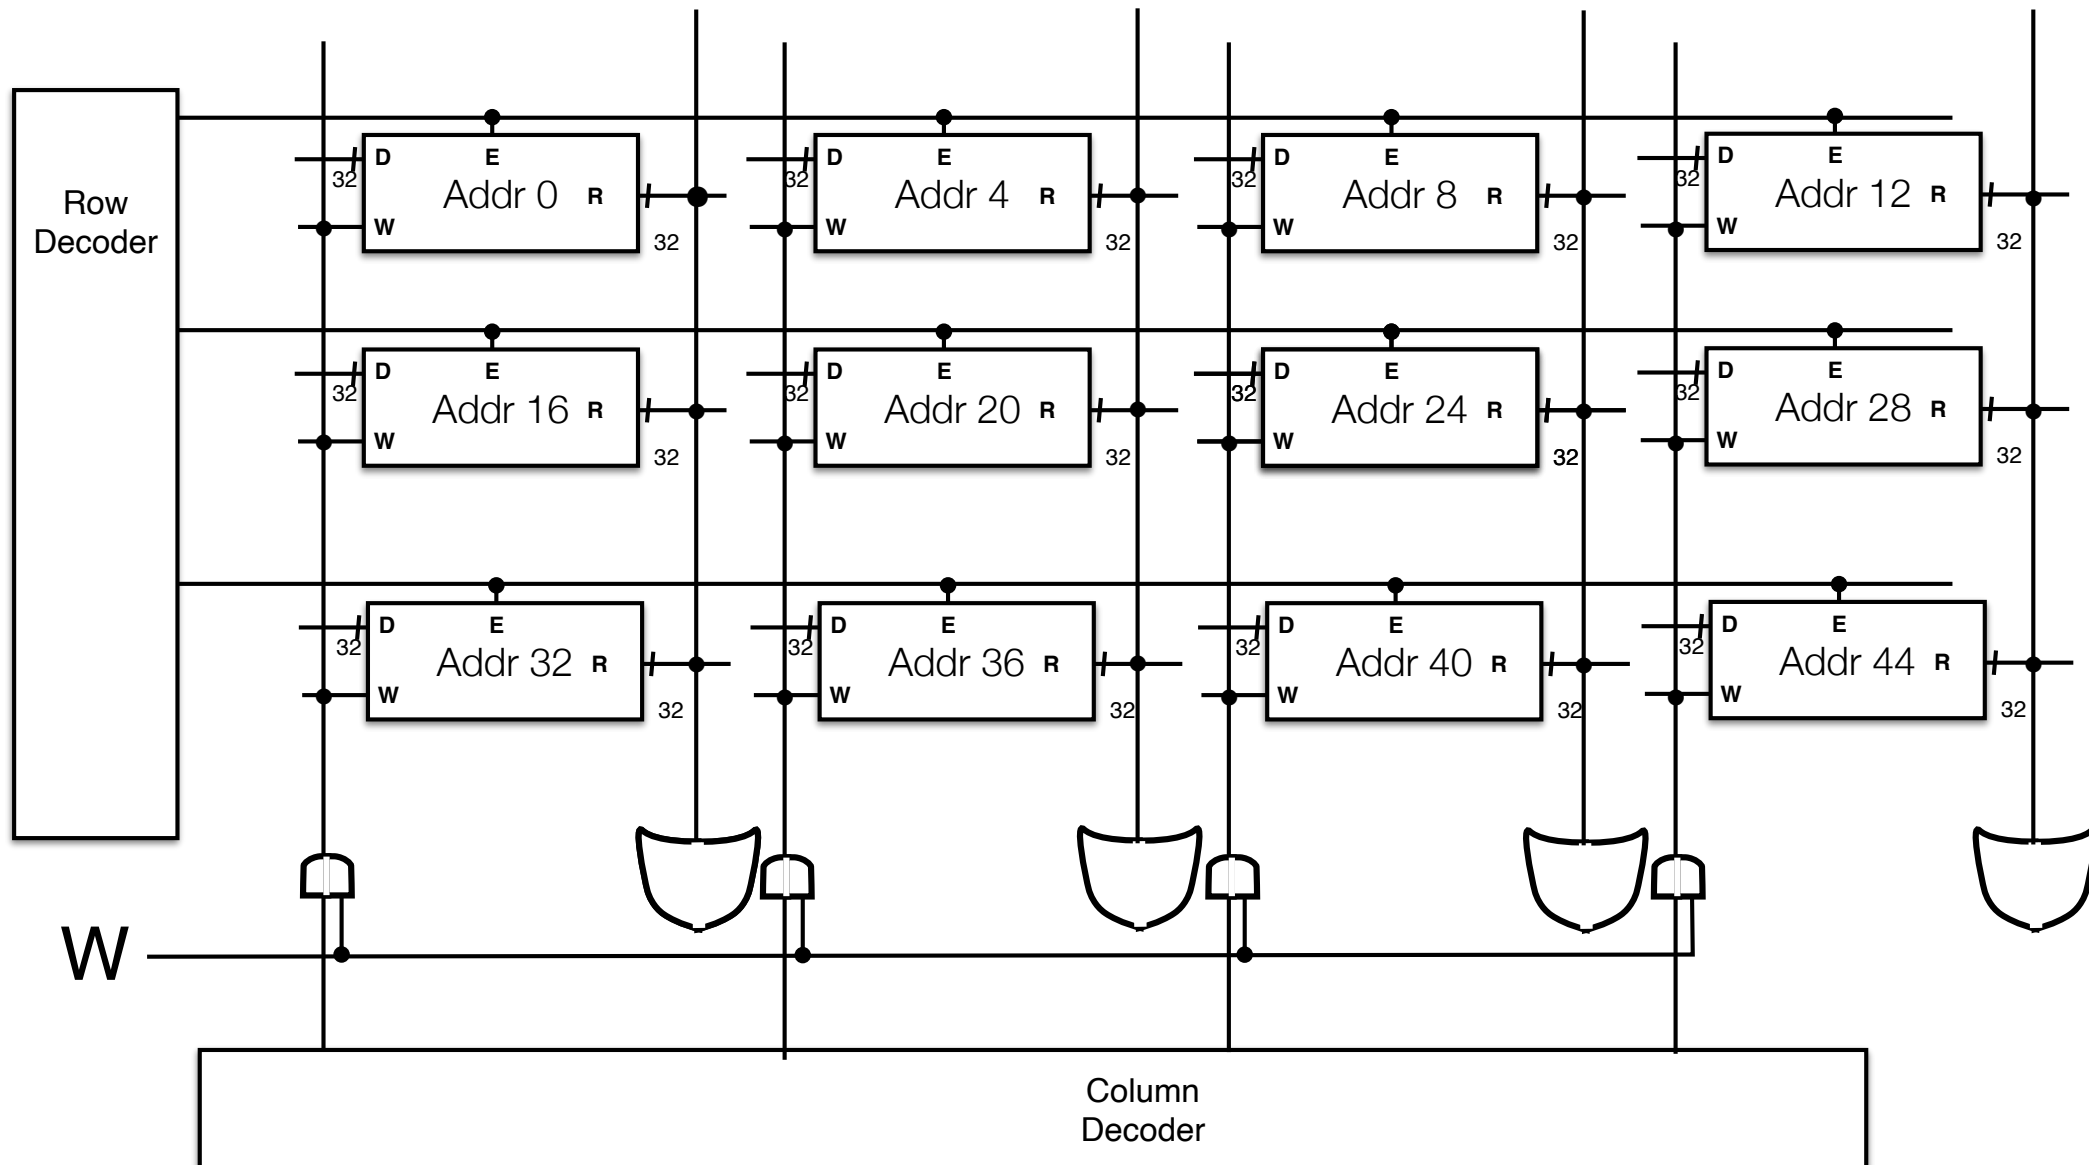 D E D E D E D E
32 Addr 0 R 32 Addr 4 R 32 Addr 8 R 32 Addr 12 R
Row
Decoder
W 32 W 32 W 32 W 32
D E D E D E D E
32 Addr 16 R 32 Addr 20 R 32 Addr 24 R 32 Addr 28 R
W 32 W 32 W 32 W 32
D E D E D E D E
32 Addr 32 R 32 Addr 36 R 32 Addr 40 R 32 Addr 44 R
W 32 W 32 W 32 W 32
W
Column
Decoder